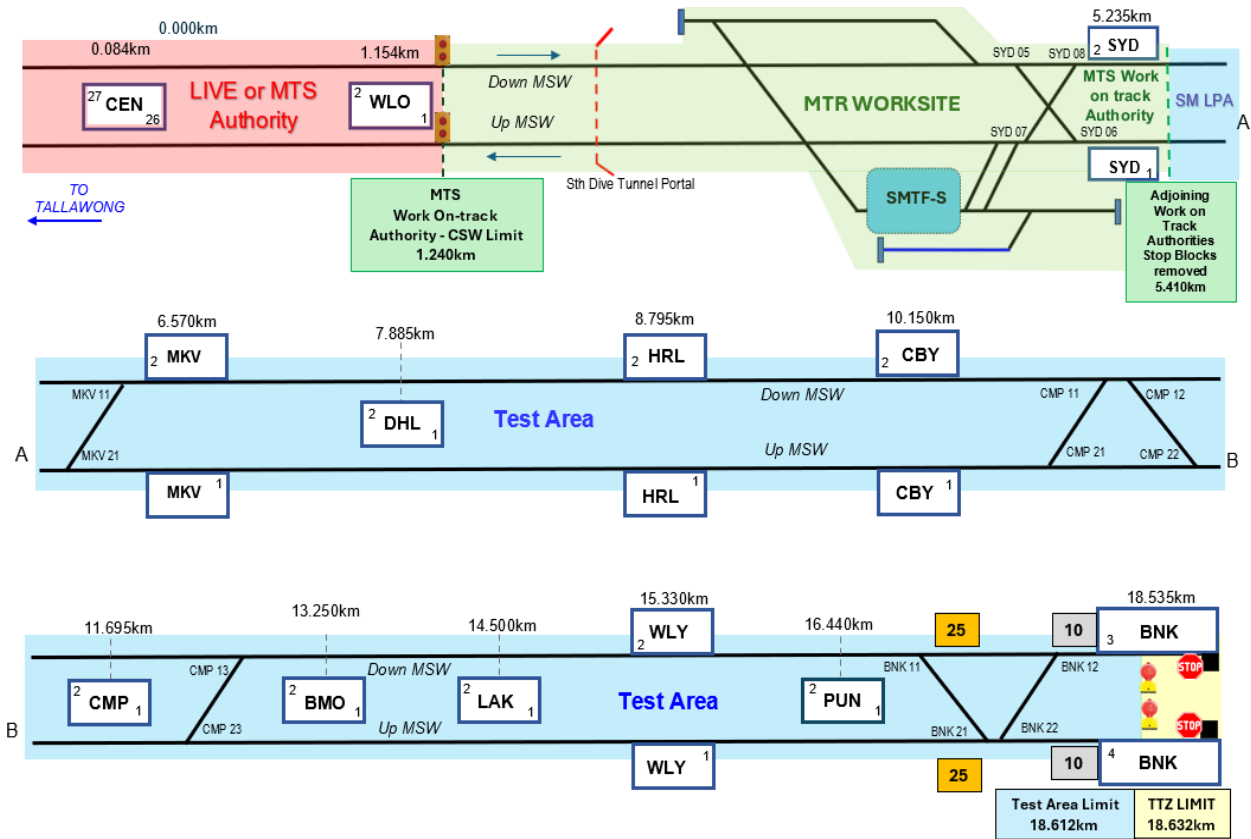 0.000km
0.084km
1.154km
5.235km
27 CEN 26
LIVE or MTS
Authority
2 WLO 1
Down MSW
Up MSW
MTR WORKSITE
SYD 05
SYD 08
2 SYD
MTS Work
on track
Authority
SM LPA
A
SYD 07
SYD 06
SYD 1
TO
TALLAWONG
MTS
Work On-track
Authority - CSW Limit
1.240km
Sth Dive Tunnel Portal
SMTF-S
Adjoining
Work on
Track
Authorities
Stop Blocks
removed
5.410km
6.570km
7.885km
8.795km
10.150km
2 MKV
2 HRL
2 CBY
MKV 11
2 DHL 1
Test Area
Down MSW
CMP 11
CMP 12
A
MKV 21
Up MSW
CMP 21
CMP 22
B
MKV 1
HRL 1
CBY 1
11.695km
13.250km
14.500km
15.330km
16.440km
18.535km
2 WLY
25
10
3 BNK
CMP 13
Down MSW
BNK 11
BNK 12
STOP
2 CMP 1
2 BMO 1
2 LAK 1
Test Area
2 PUN 1
B
CMP 23
Up MSW
BNK 21
BNK 22
STOP
WLY 1
25
10
4 BNK
Test Area Limit
18.612km
TTZ LIMIT
18.632km